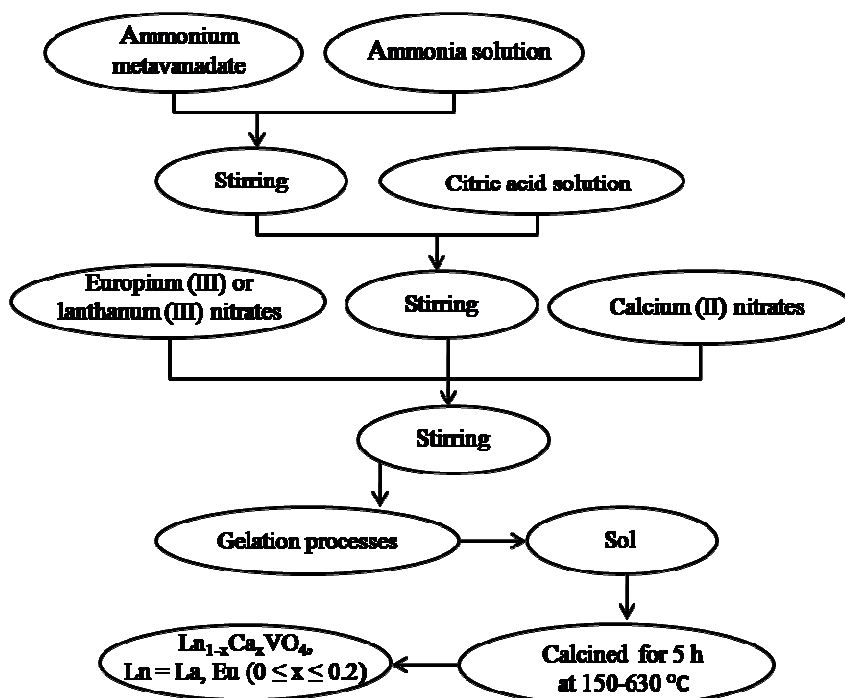 Ammonium
metavanadate
Ammonia solution
Stirring
Citric acid solution
Europium (III) or
lanthanum (III) nitrates
Stirring
Calcium (II) nitrates
Stirring
Gelation processes
Sol
Ln₁₋ₓCaₓVO₄,
Ln = La, Eu (0 ≤ x ≤ 0.2)
Calcined for 5 h
at 150-630 °C